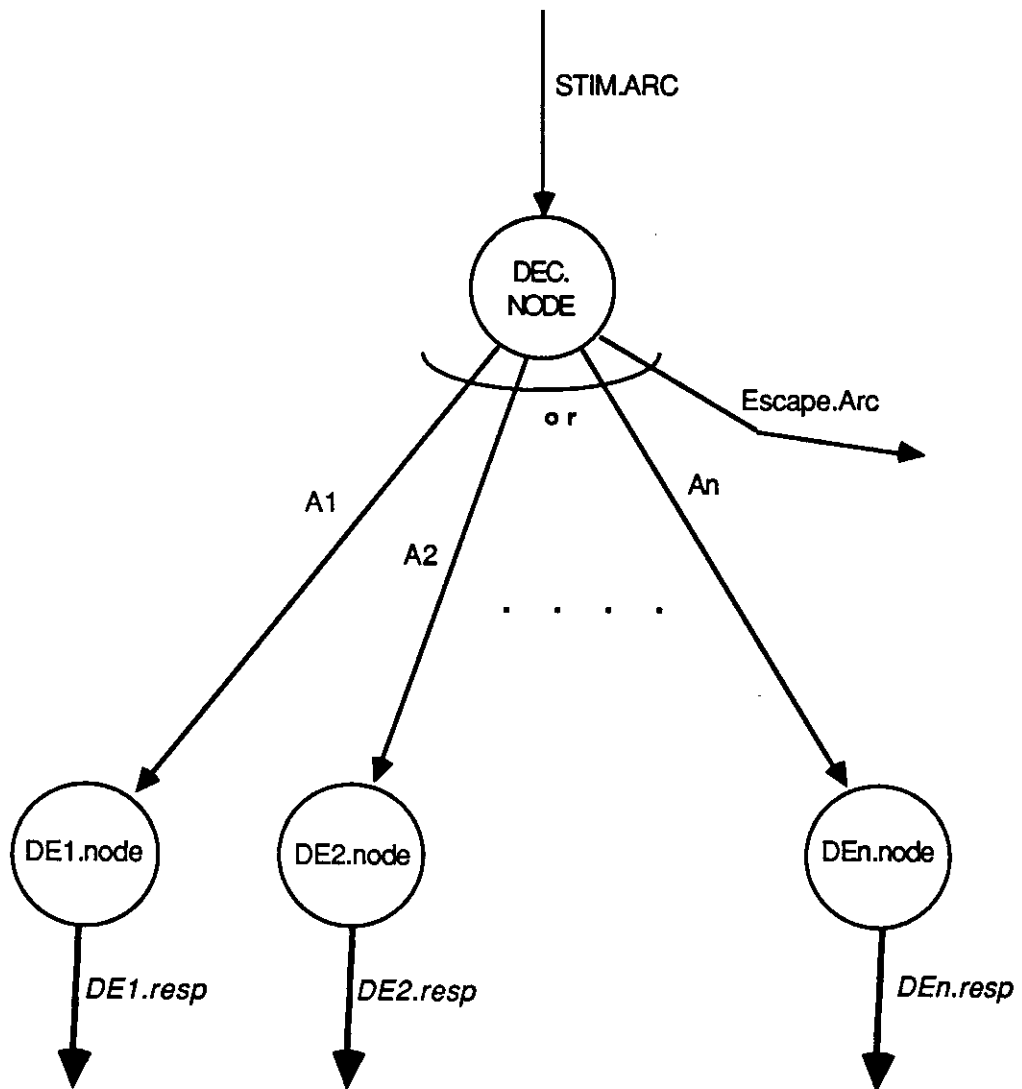 STIM.ARC
DEC.
NODE
Escape.Arc
or
A1
An
A2
. . . .
DE1.node
DE2.node
DEn.node
DE1.resp
DE2.resp
DEn.resp